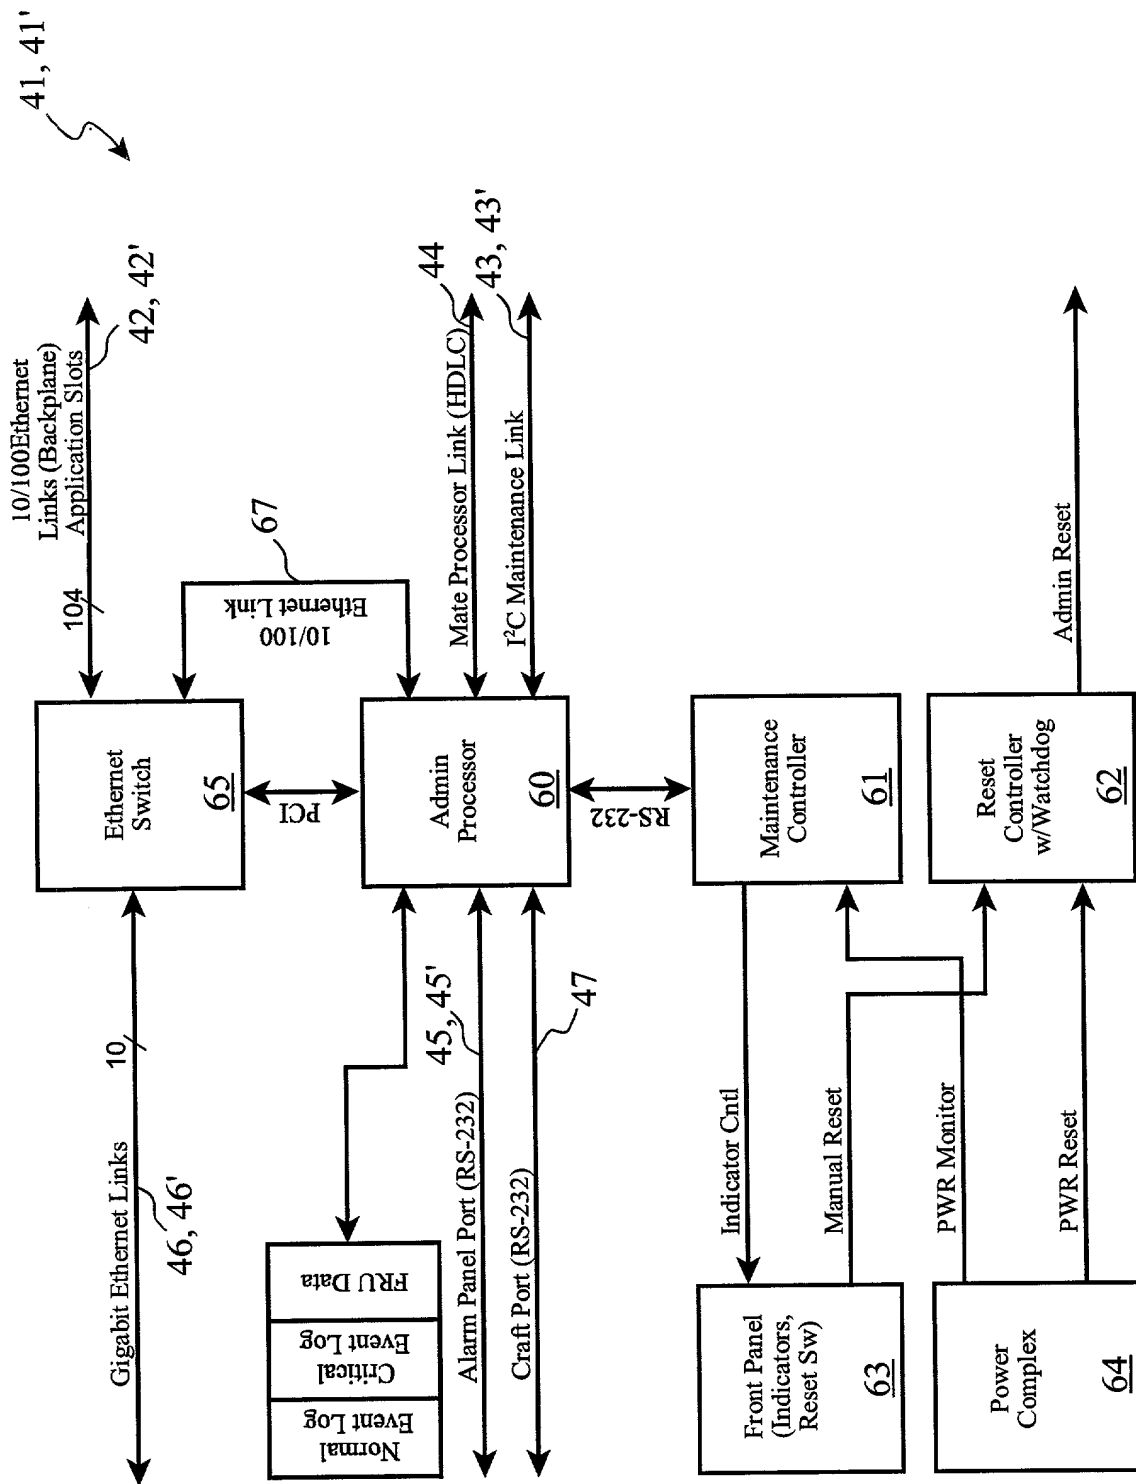 41, 41'
10/100Ethernet
Links (Backplane)
Application Slots
42, 42'
104
Gigabit Ethernet Links
46, 46'
10
Ethernet
Switch
65
10/100
Ethernet Link
67
PCI
Normal
Event Log
Critical
Event Log
FRU Data
Alarm Panel Port (RS-232)
45, 45'
Craft Port (RS-232)
47
Admin
Processor
60
Mate Processor Link (HDLC)
44
I²C Maintenance Link
43, 43'
RS-232
Front Panel
(Indicators,
Reset Sw)
63
Indicator Cntl
Manual Reset
Maintenance
Controller
61
Power
Complex
64
PWR Monitor
PWR Reset
Reset
Controller
w/Watchdog
62
Admin Reset